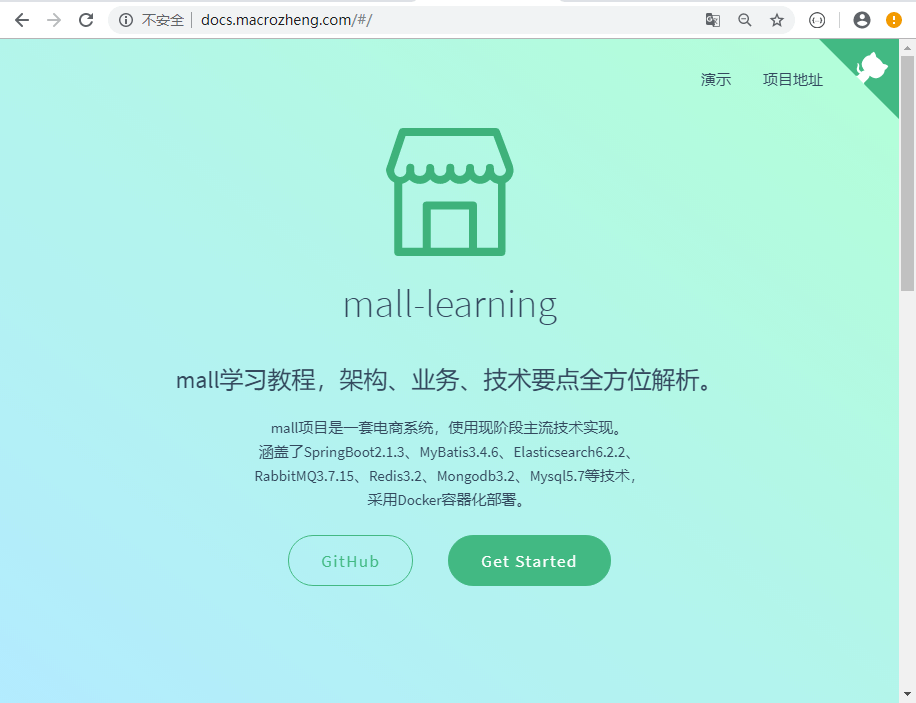 不安全 docs.macrozheng.com/#/
演示 项目地址
mall-learning
mall学习教程，架构、业务、技术要点全方位解析。
mall项目是一套电商系统，使用现阶段主流技术实现。
涵盖了SpringBoot2.1.3、MyBatis3.4.6、Elasticsearch6.2.2、
RabbitMQ3.7.15、Redis3.2、Mongodb3.2、Mysql5.7等技术，
采用Docker容器化部署。
GitHub Get Started